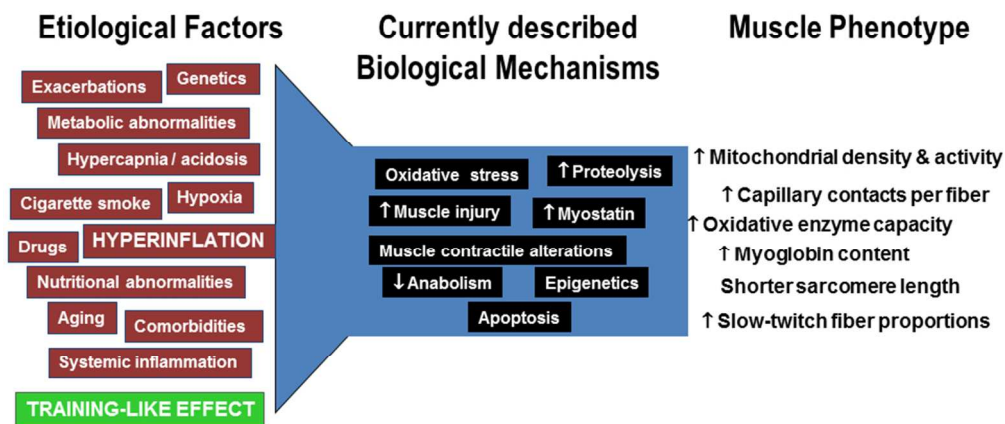 Etiological Factors
Currently described
Biological Mechanisms
Muscle Phenotype
Exacerbations
Genetics
Metabolic abnormalities
Hypercapnia / acidosis
Cigarette smoke
Hypoxia
Drugs
HYPERINFLATION
Nutritional abnormalities
Aging
Comorbidities
Systemic inflammation
TRAINING-LIKE EFFECT
Oxidative stress
↑Proteolysis
↑Muscle injury
↑Myostatin
Muscle contractile alterations
↓Anabolism
Epigenetics
Apoptosis
↑Mitochondrial density & activity
↑Capillary contacts per fiber
↑Oxidative enzyme capacity
↑Myoglobin content
Shorter sarcomere length
↑Slow-twitch fiber proportions